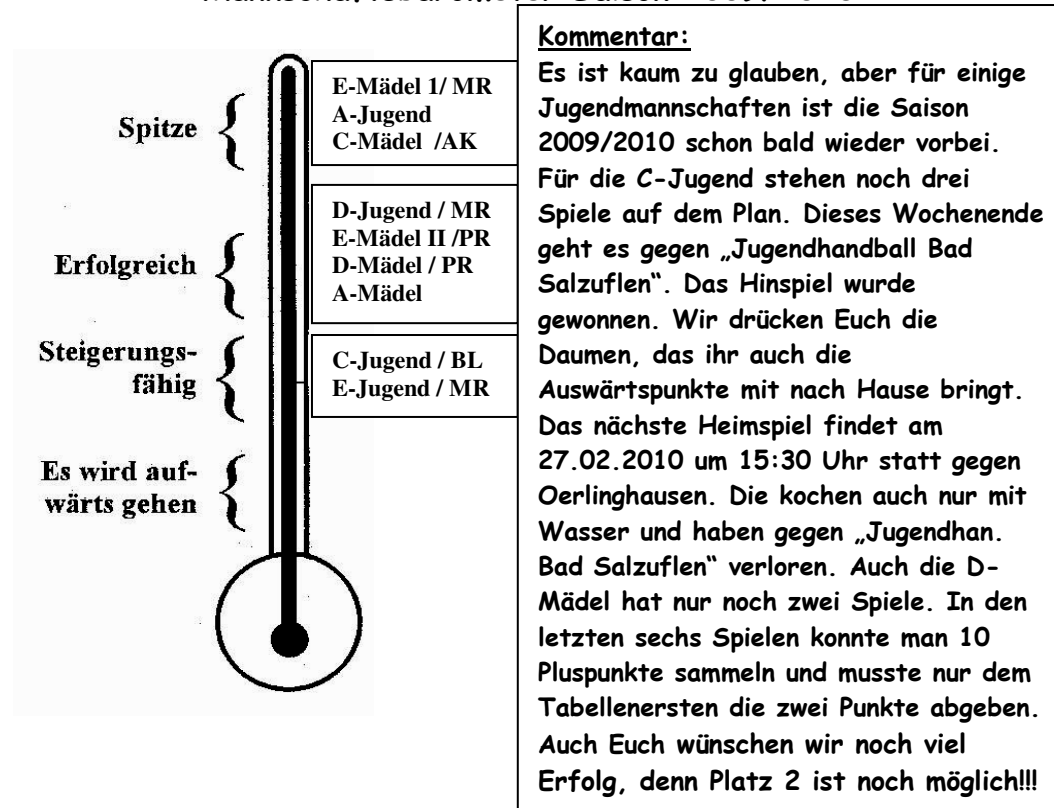 Spitze
E-Mädel 1/ MR
A-Jugend
C-Mädel /AK
Erfolgreich
D-Jugend / MR
E-Mädel II /PR
D-Mädel / PR
A-Mädel
Steigerungs-
fähig
C-Jugend / BL
E-Jugend / MR
Es wird auf-
wärts gehen
Kommentar:
Es ist kaum zu glauben, aber für einige
Jugendmannschaften ist die Saison
2009/2010 schon bald wieder vorbei.
Für die C-Jugend stehen noch drei
Spiele auf dem Plan. Dieses Wochenende
geht es gegen „Jugendhandball Bad
Salzuflen“. Das Hinspiel wurde
gewonnen. Wir drücken Euch die
Daumen, das ihr auch die
Auswärtspunkte mit nach Hause bringt.
Das nächste Heimspiel findet am
27.02.2010 um 15:30 Uhr statt gegen
Oerlinghausen. Die kochen auch nur mit
Wasser und haben gegen „Jugendhan.
Bad Salzuflen“ verloren. Auch die D-
Mädel hat nur noch zwei Spiele. In den
letzten sechs Spielen konnte man 10
Pluspunkte sammeln und musste nur dem
Tabellenersten die zwei Punkte abgeben.
Auch Euch wünschen wir noch viel
Erfolg, denn Platz 2 ist noch möglich!!!